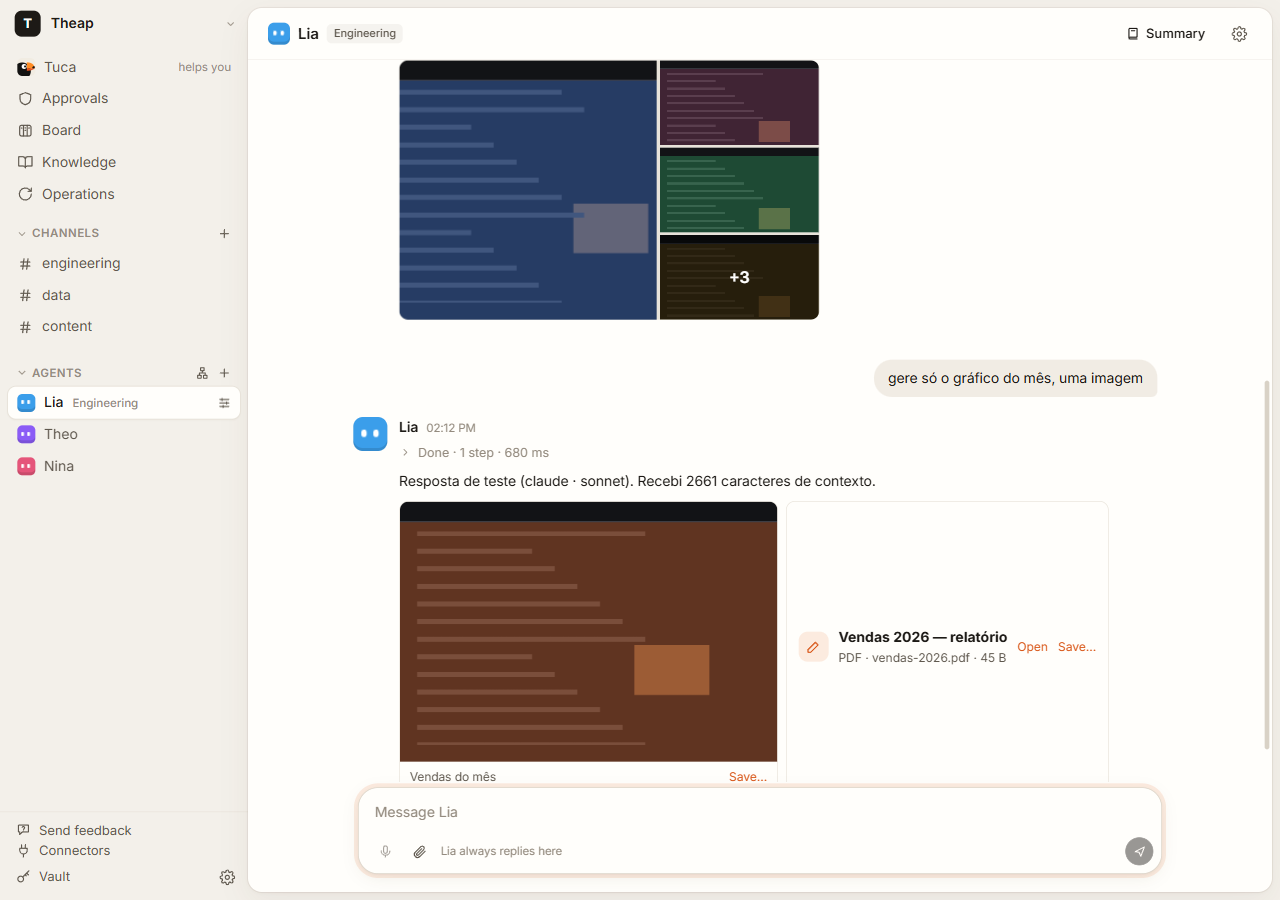 T
Theap
Tuca
helps you
Approvals
Board
Knowledge
Operations
CHANNELS
# engineering
# data
# content
AGENTS
Lia Engineering
Theo
Nina
Send feedback
Connectors
Vault
Lia Engineering
Summary
+3
gere só o gráfico do mês, uma imagem
Lia 02:12 PM
Done · 1 step · 680 ms
Resposta de teste (claude · sonnet). Recebi 2661 caracteres de contexto.
Vendas do mês
Save...
Vendas 2026 — relatório
PDF · vendas-2026.pdf · 45 B
Open Save...
Message Lia
Lia always replies here